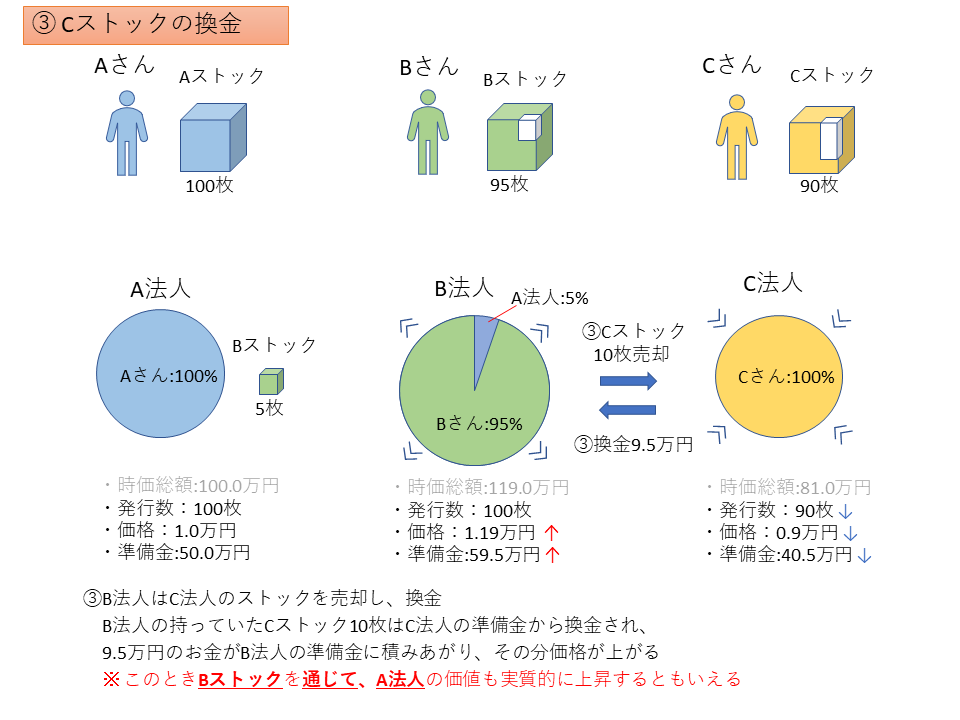 ③Cストックの換金
Aさん
Aストック
100枚
Bさん
Bストック
95枚
Cさん
Cストック
90枚
A法人
Aさん:100%
Bストック
5枚
・時価総額:100.0万円
・発行数：100枚
・価格：1.0万円
・準備金:50.0万円
B法人
A法人:5%
Bさん:95%
・時価総額:119.0万円
・発行数：100枚
・価格：1.19万円 ↑
・準備金:59.5万円 ↑
③Cストック
10枚売却
③換金9.5万円
C法人
Cさん:100%
・時価総額:81.0万円
・発行数：90枚 ↓
・価格：0.9万円 ↓
・準備金:40.5万円 ↓
③B法人はC法人のストックを売却し、換金
B法人の持っていたCストック10枚はC法人の準備金から換金され、
9.5万円のお金がB法人の準備金に積みあがり、その分価格が上がる
※ このときBストックを通じて、A法人の価値も実質的に上昇するともいえる